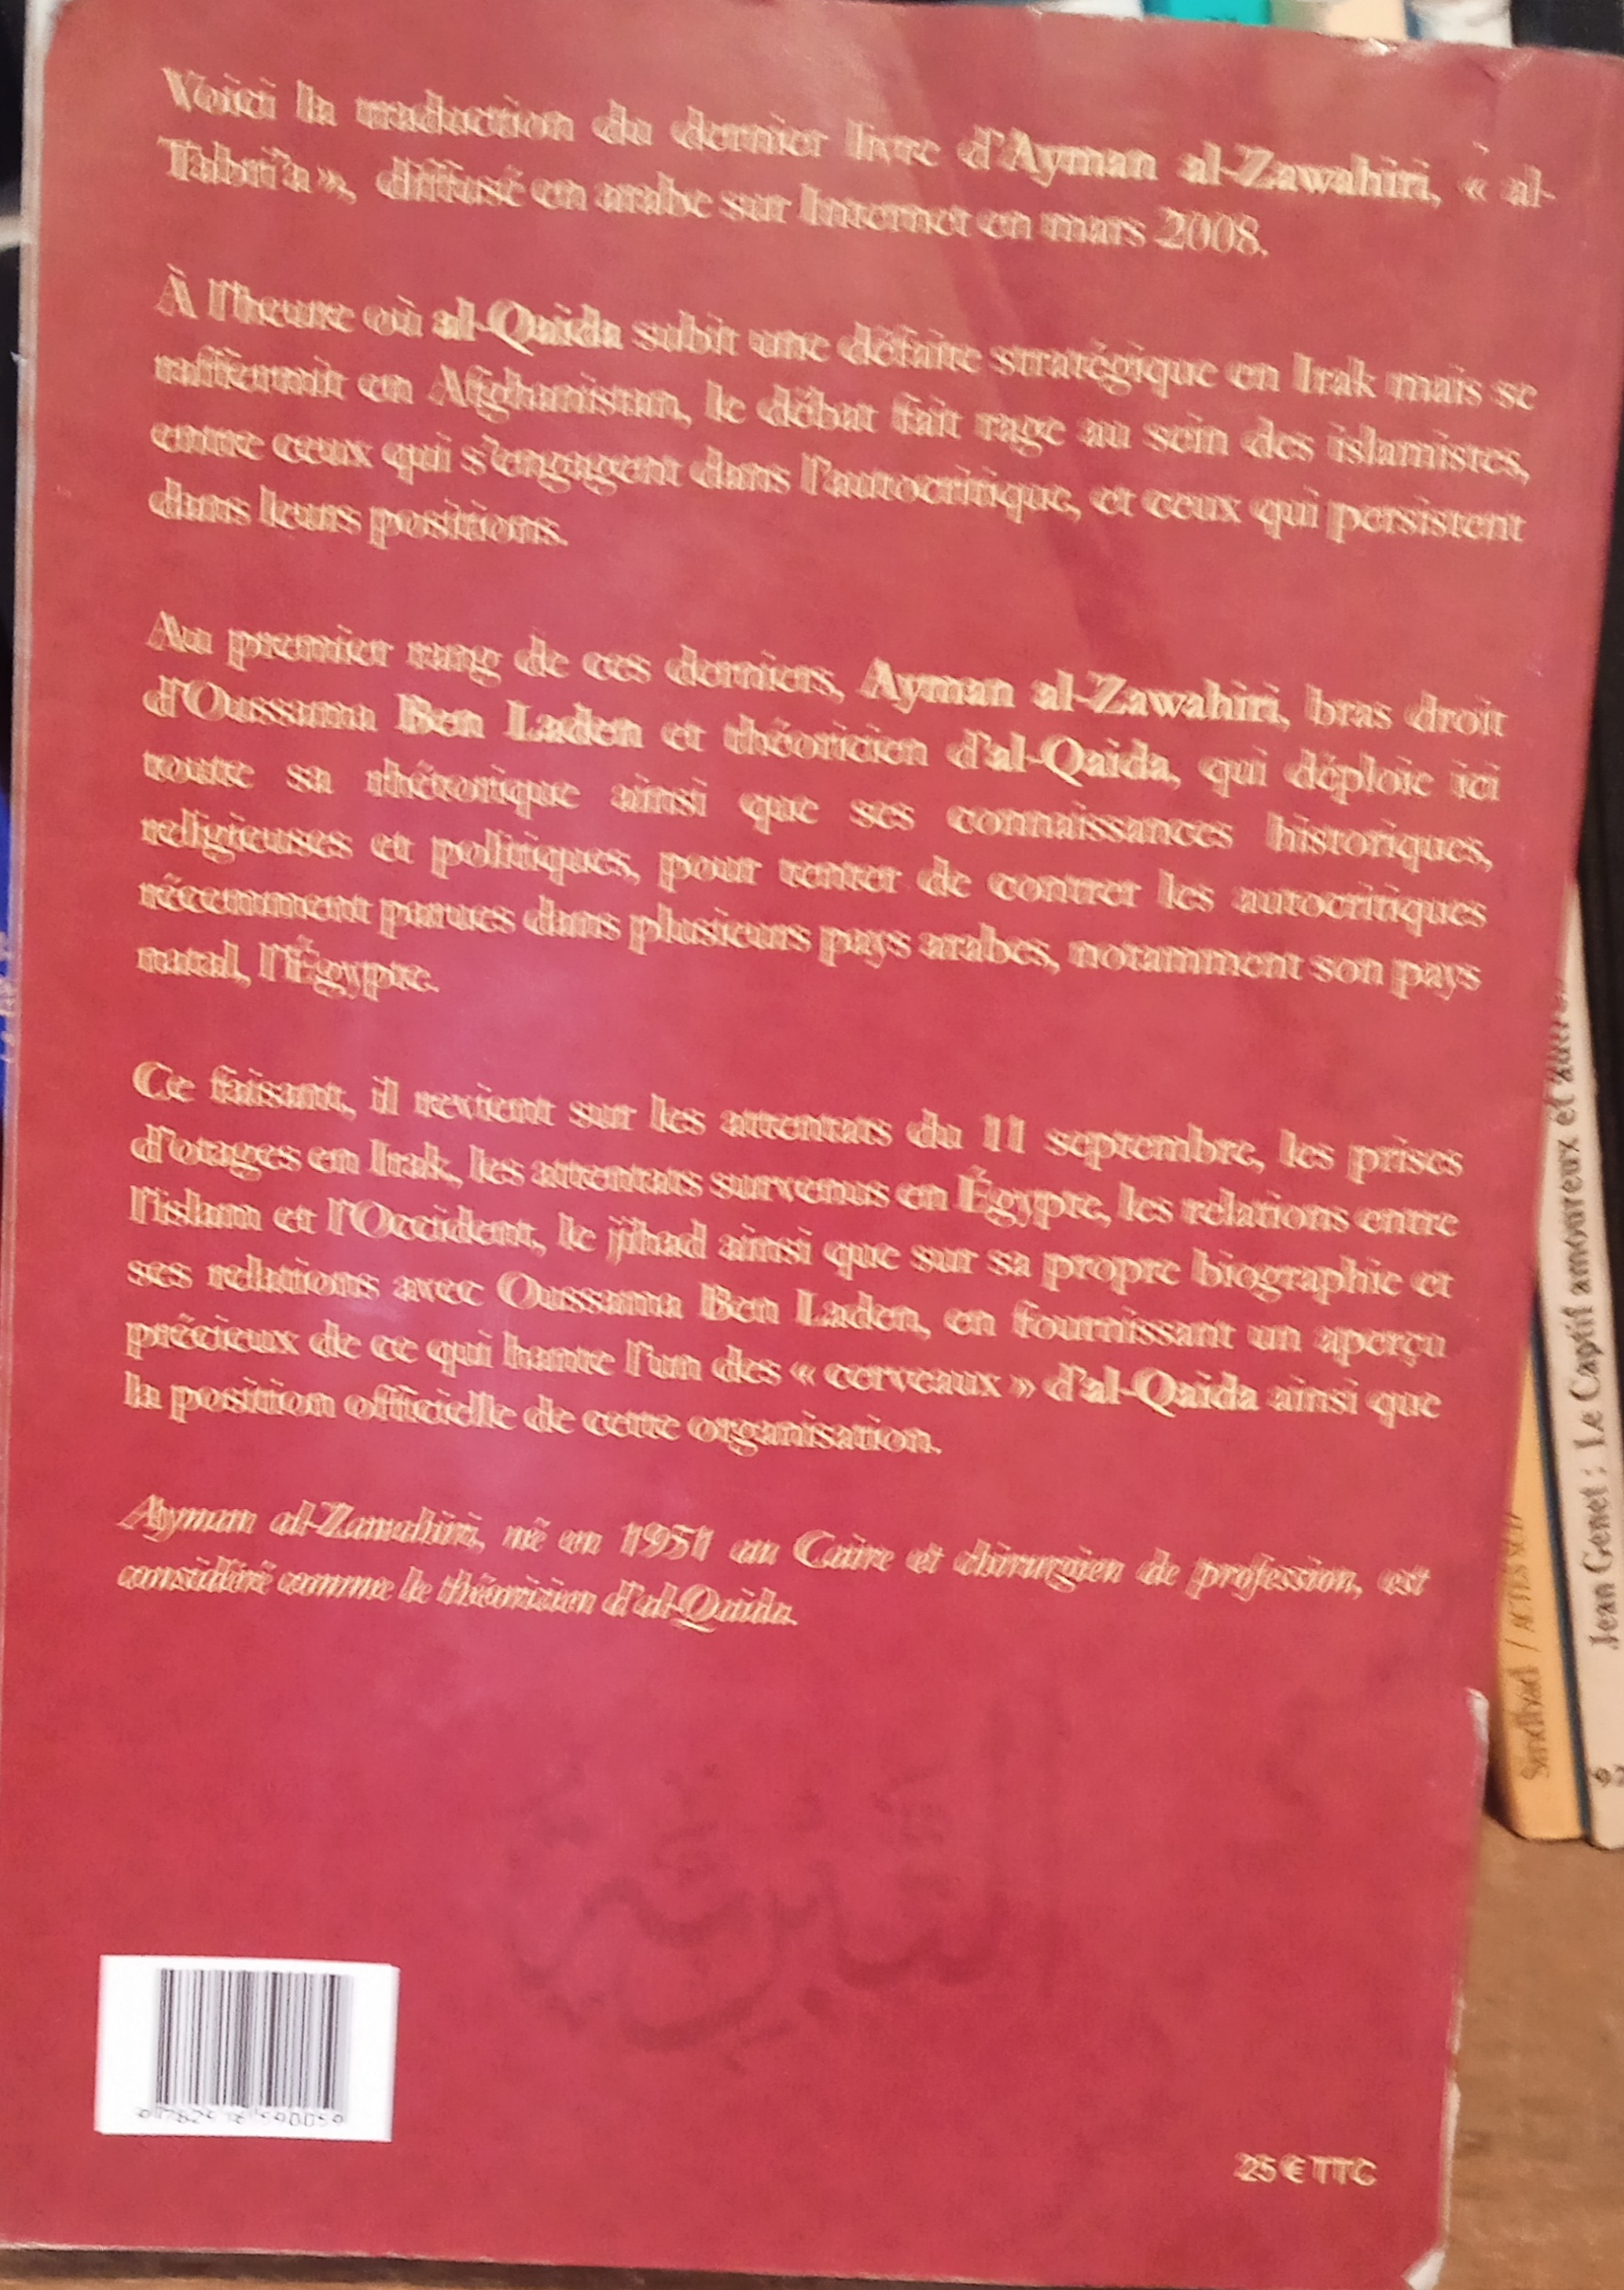 Voici la traduction du dernier livre d'Ayman al-Zawahiri, « al-
Tabri'a », diffusé en arabe sur Internet en mars 2008.
À l'heure où al-Qaida subit une défaite stratégique en Irak mais se
raffermit en Afghanistan, le débat fait rage au sein des islamistes,
entre ceux qui s'engagent dans l'autocritique, et ceux qui persistent
dans leurs positions.
Au premier rang de ces derniers, Ayman al-Zawahiri, bras droit
d'Oussama Ben Laden et théoricien d'al-Qaida, qui déploie ici
toute sa rhétorique ainsi que ses connaissances historiques,
religieuses et politiques, pour tenter de contrer les autocritiques
récemment parues dans plusieurs pays arabes, notamment son pays
natal, l'Égypte.
Ce faisant, il revient sur les attentats du 11 septembre, les prises
d'otages en Irak, les attentats survenus en Égypte, les relations entre
l'islam et l'Occident, le jihad ainsi que sur sa propre biographie et
ses relations avec Oussama Ben Laden, en fournissant un aperçu
précieux de ce qui hante l'un des « cerveaux » d'al-Qaida ainsi que
la position officielle de cette organisation.
Ayman al-Zawahiri, né en 1951 au Caire et chirurgien de profession, est
considéré comme le théoricien d'al-Qaida.
التبرئة
25 € TTC
Sindbad / ACTES SUD
Jean Genet : Le Captif amoureux et autres